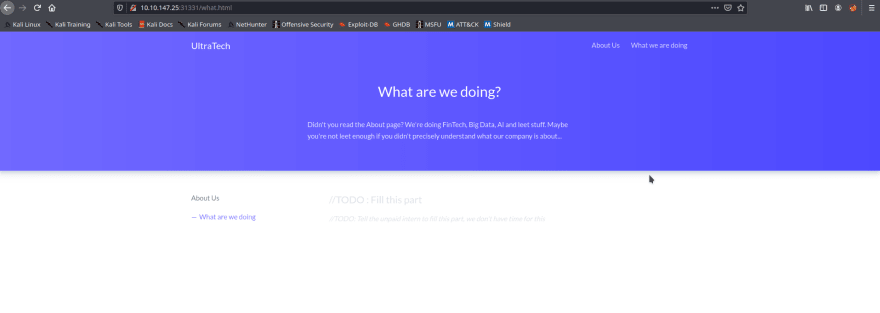 10.10.147.25:31331/what.html
Kali Linux Kali Training Kali Tools Kali Docs Kali Forums NetHunter Offensive Security Exploit-DB GHDB MSFU ATT&CK Shield
UltraTech About Us What we are doing
What are we doing?
Didn't you read the About page? We're doing FinTech, Big Data, AI and leet stuff. Maybe
you're not leet enough if you didn't precisely understand what our company is about...
About Us
What are we doing
//TODO : Fill this part
//TODO: Tell the unpaid intern to fill this part, we don't have time for this